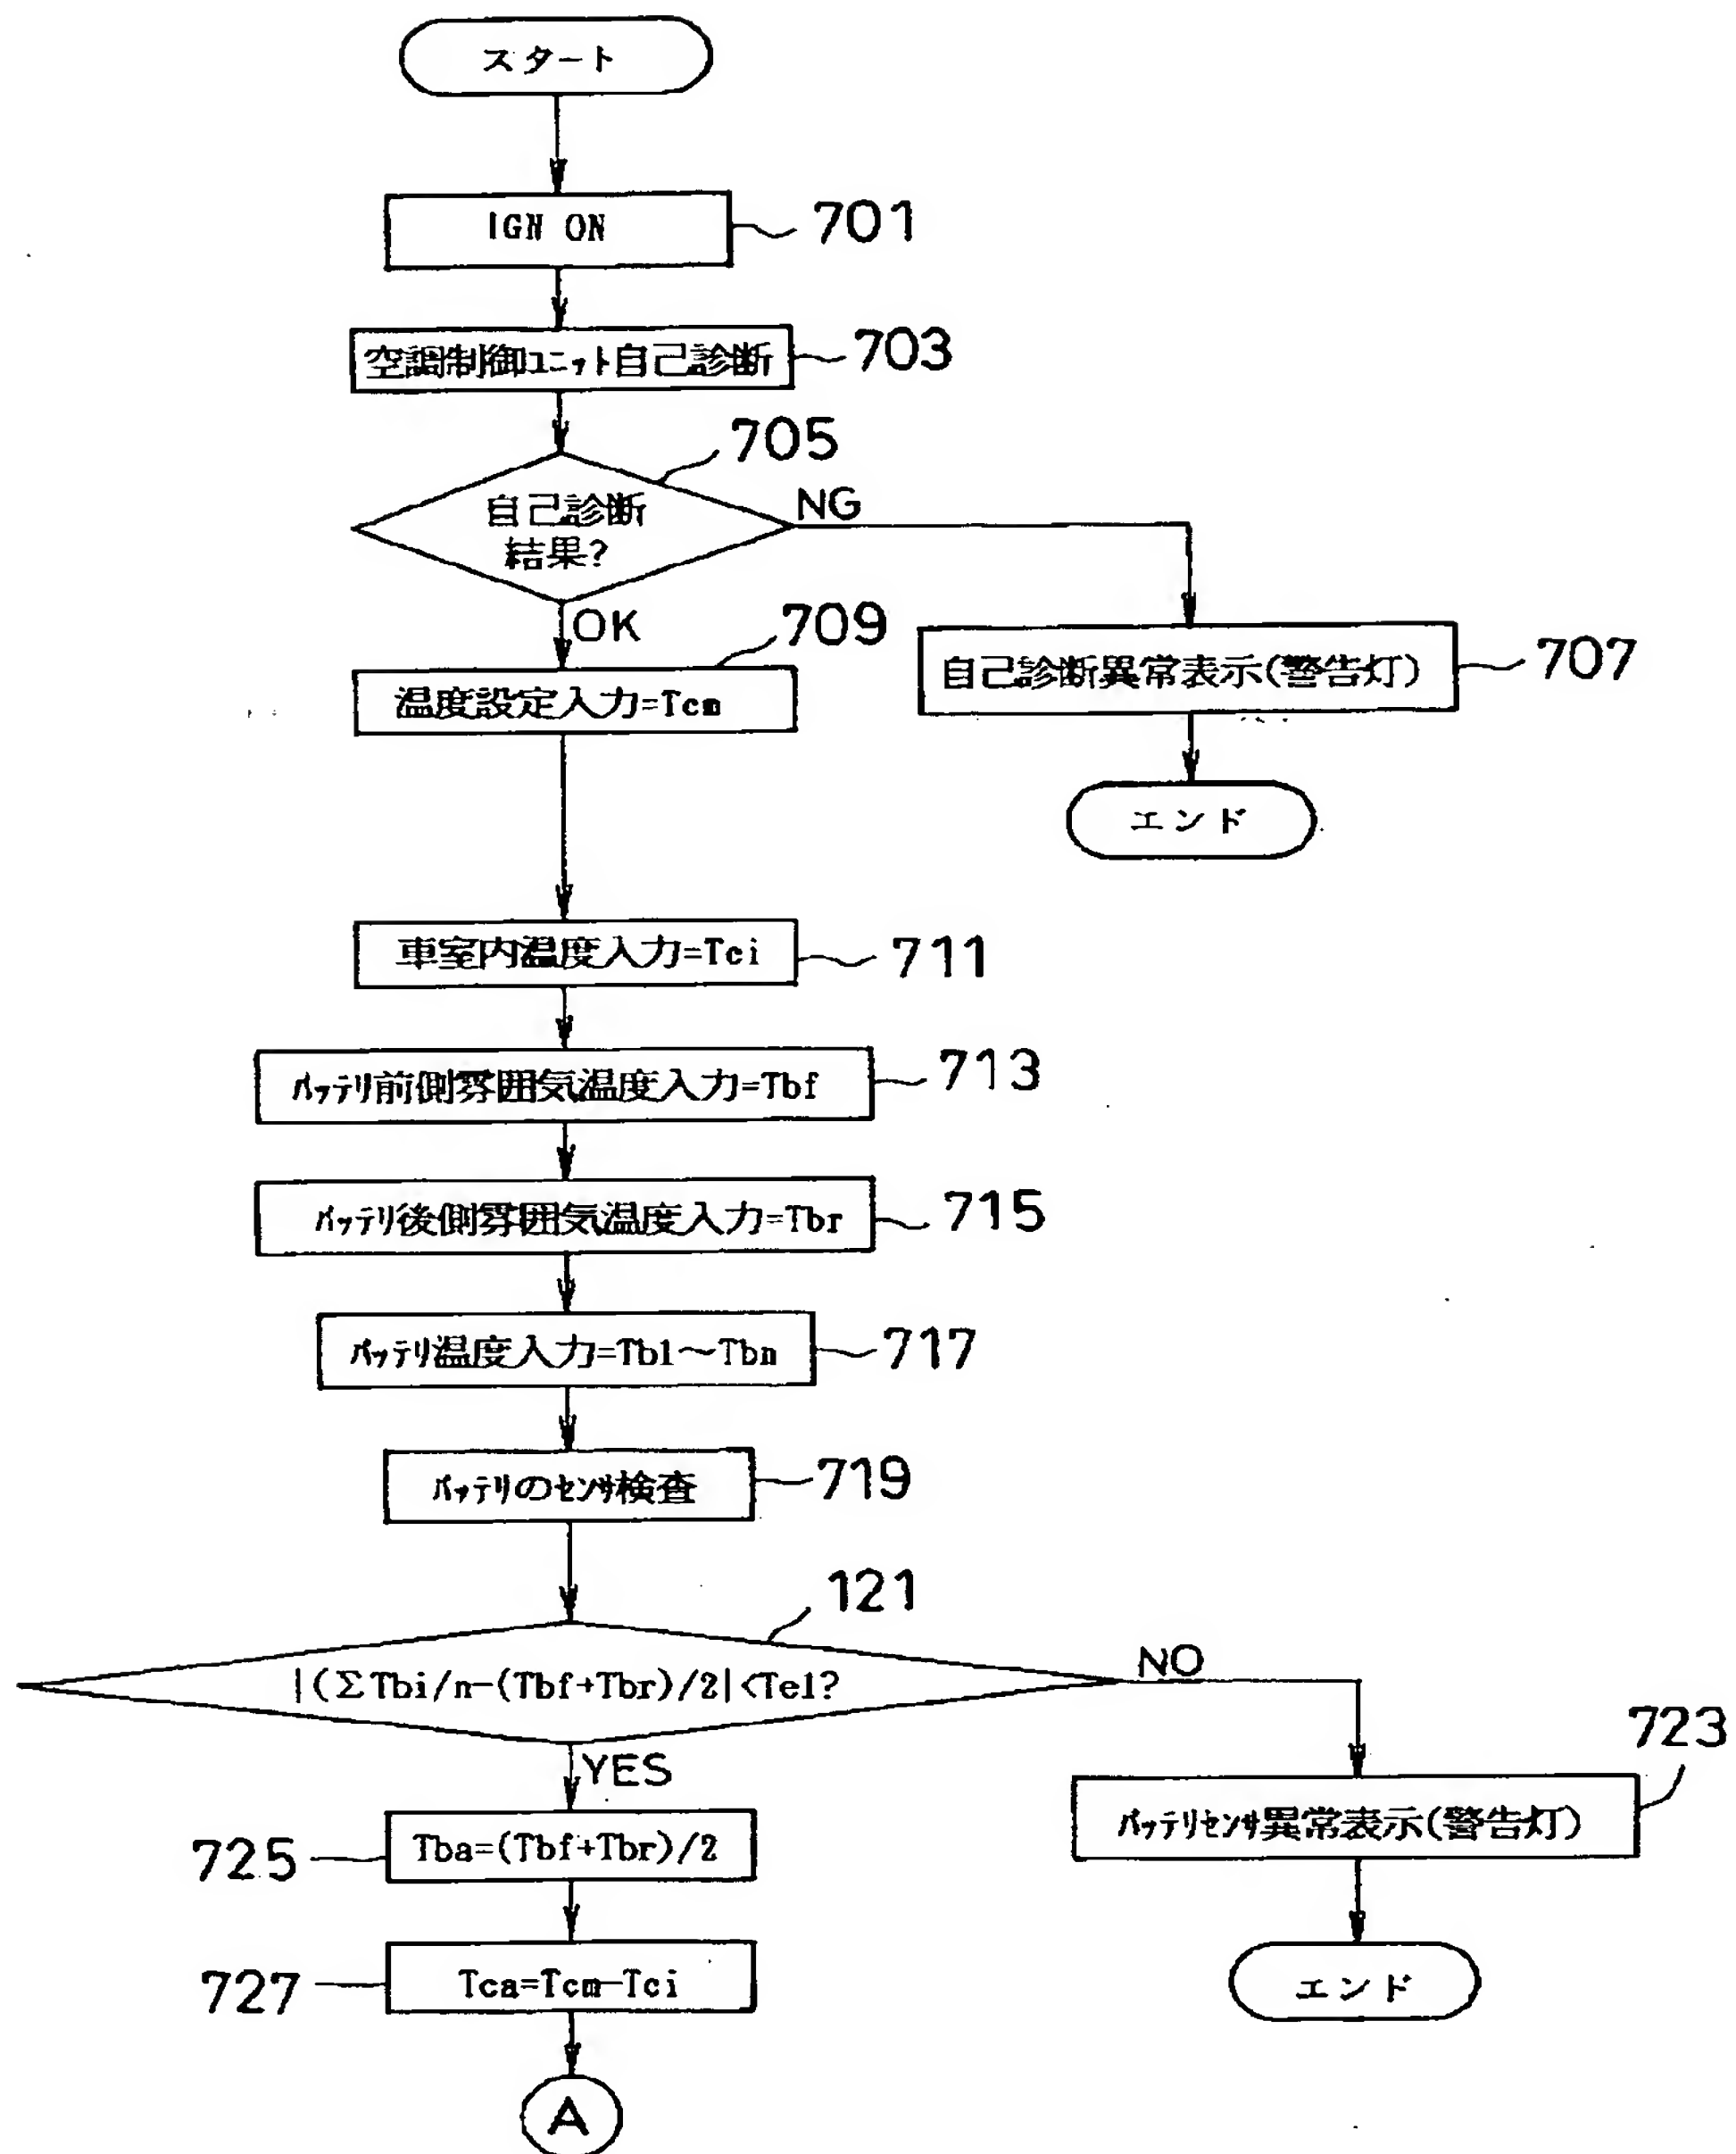 スタート
IGN ON
701
空調制御ユニット自己診断
703
705
自己診断
結果?
NG
OK
709
温度設定入力=Tcm
自己診断異常表示(警告灯)
707
エンド
車室内温度入力=Tci
711
バッテリ前側雰囲気温度入力=Tbf
713
バッテリ後側雰囲気温度入力=Tbr
715
バッテリ温度入力=Tb1～Tbn
717
バッテリのセンサ検査
719
121
|(ΣTbi/n-(Tbf+Tbr)/2|<Te1?
NO
YES
723
バッテリセンサ異常表示(警告灯)
725
Tba=(Tbf+Tbr)/2
727
Tca=Tcm-Tci
エンド
A